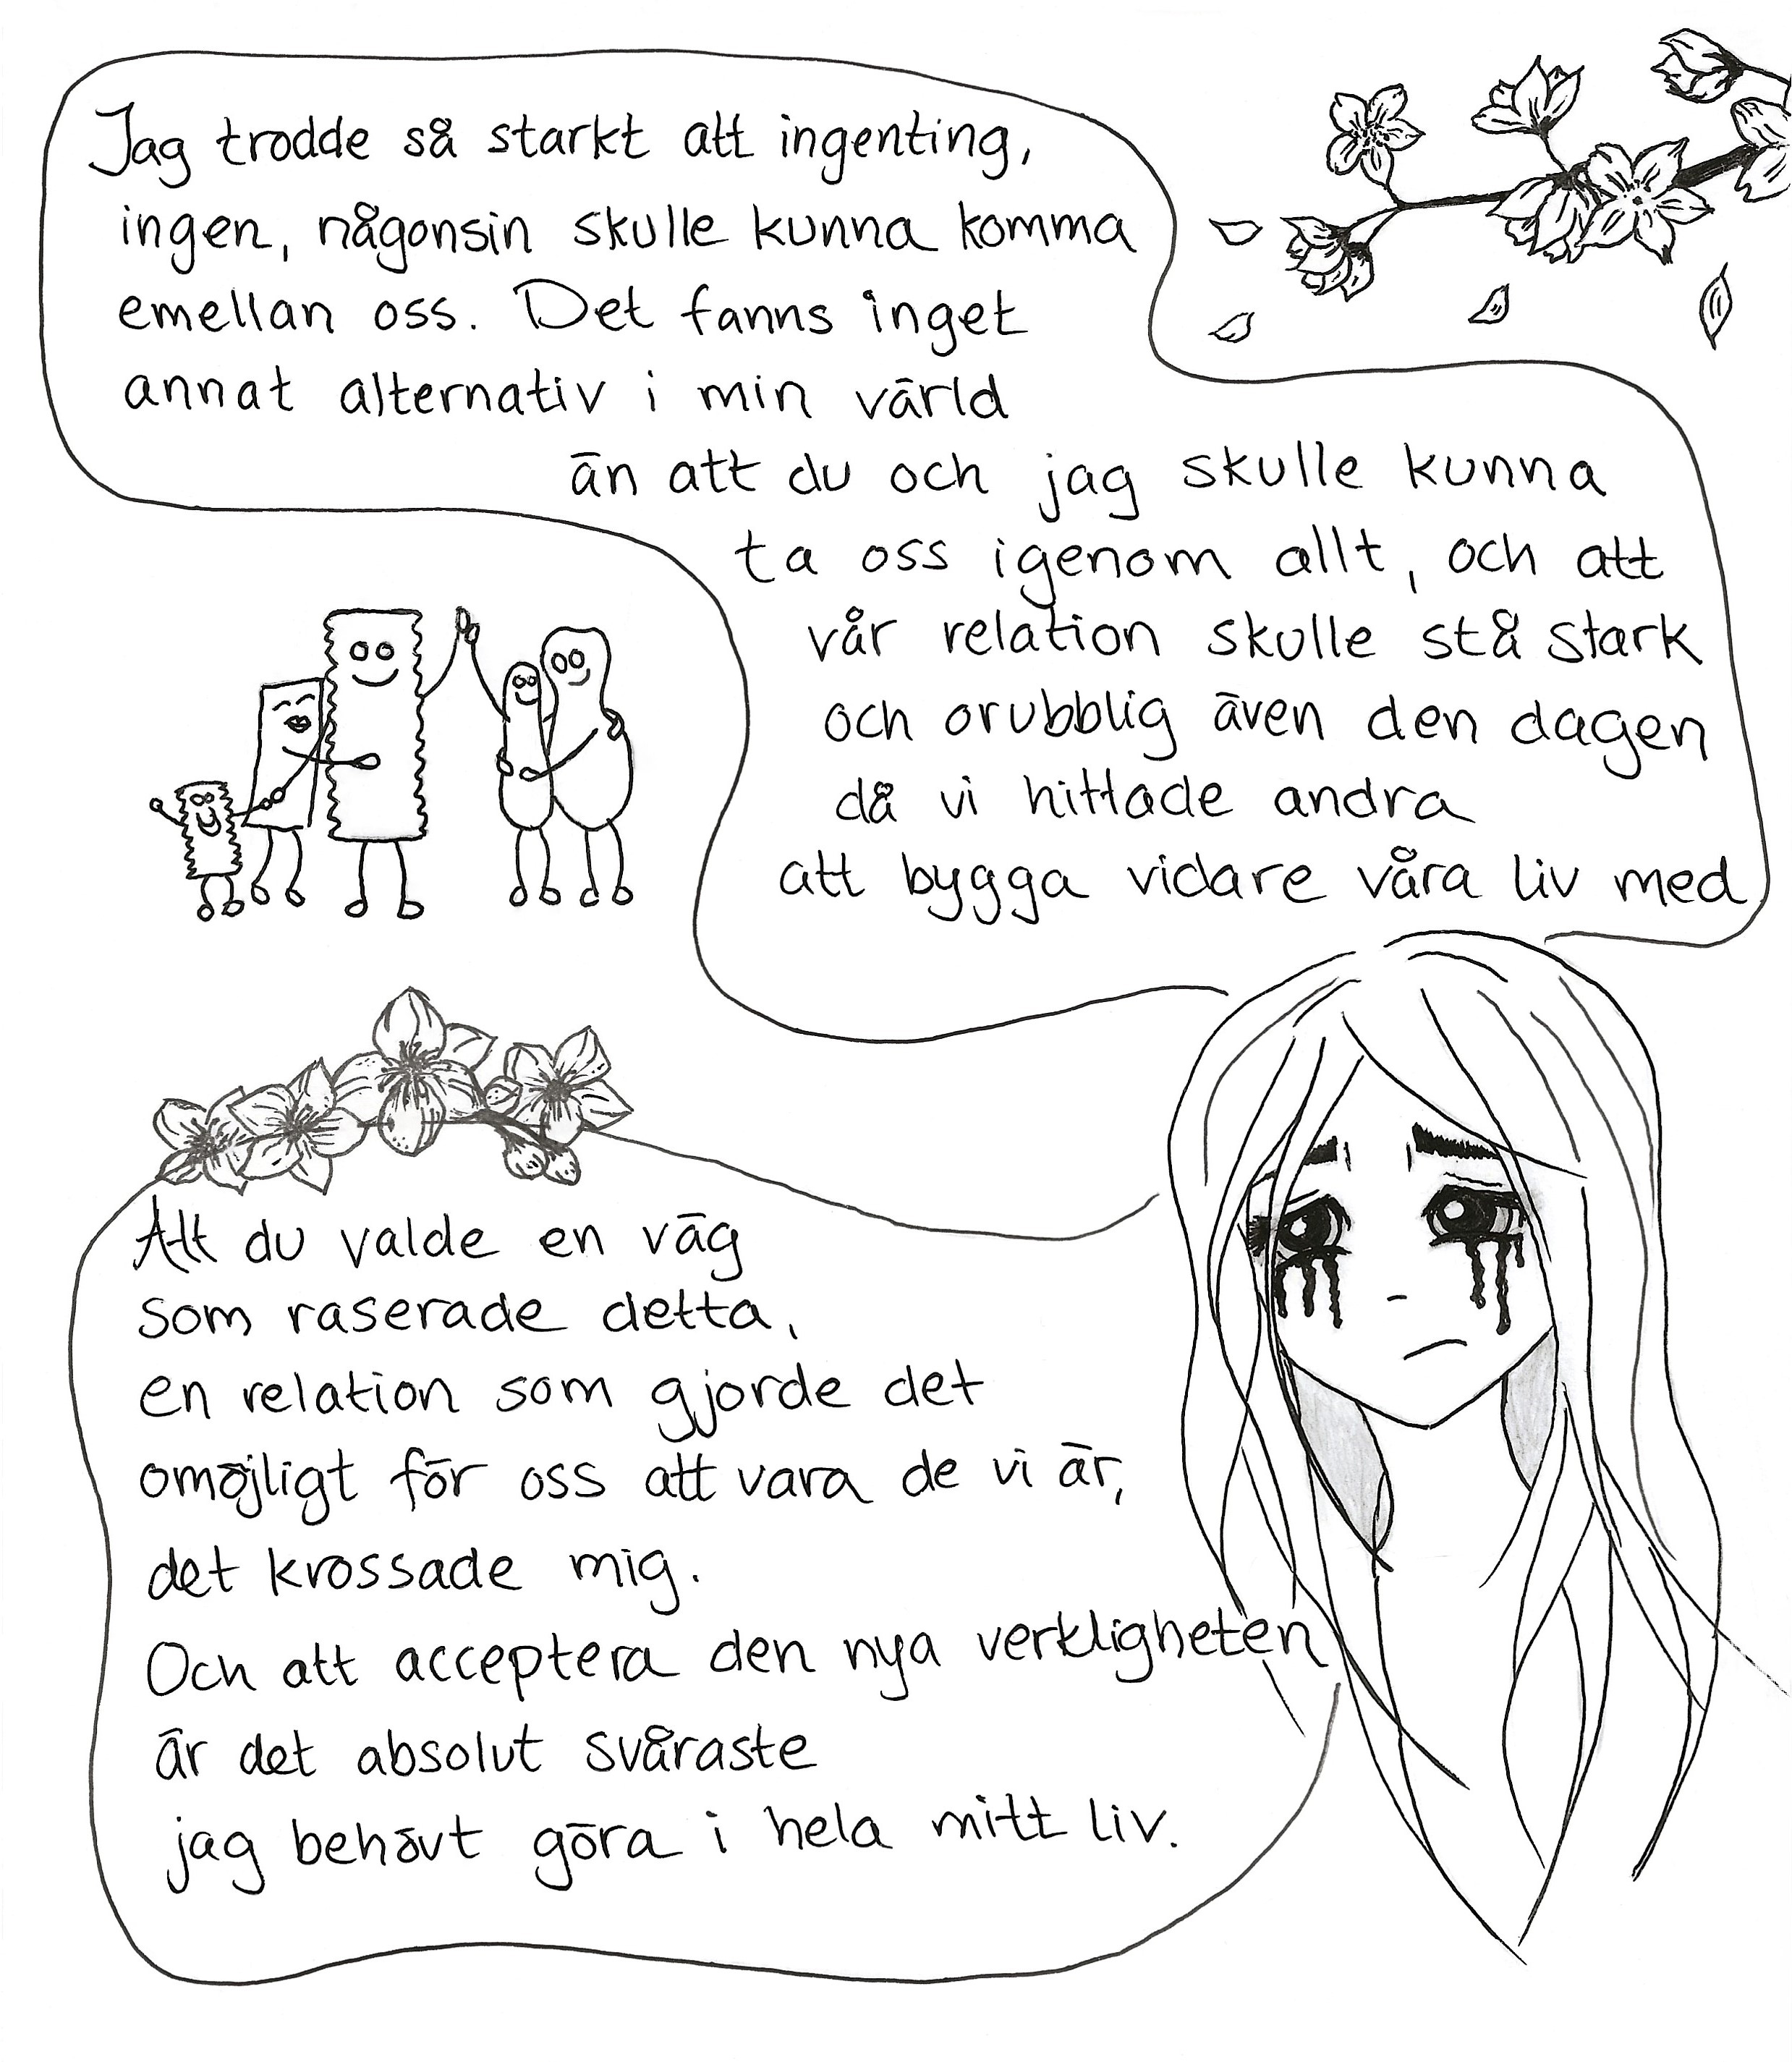 Jag trodde så starkt att ingenting,
ingen, någonsin skulle kunna komma
emellan oss. Det fanns inget
annat alternativ i min värld
än att du och jag skulle kunna
ta oss igenom allt, och att
vår relation skulle stå stark
och orubblig även den dagen
då vi hittade andra
att bygga vidare våra liv med
Att du valde en väg
som raserade detta,
en relation som gjorde det
omöjligt för oss att vara de vi är,
det krossade mig.
Och att acceptera den nya verkligheten
är det absolut svåraste
jag behövt göra i hela mitt liv.